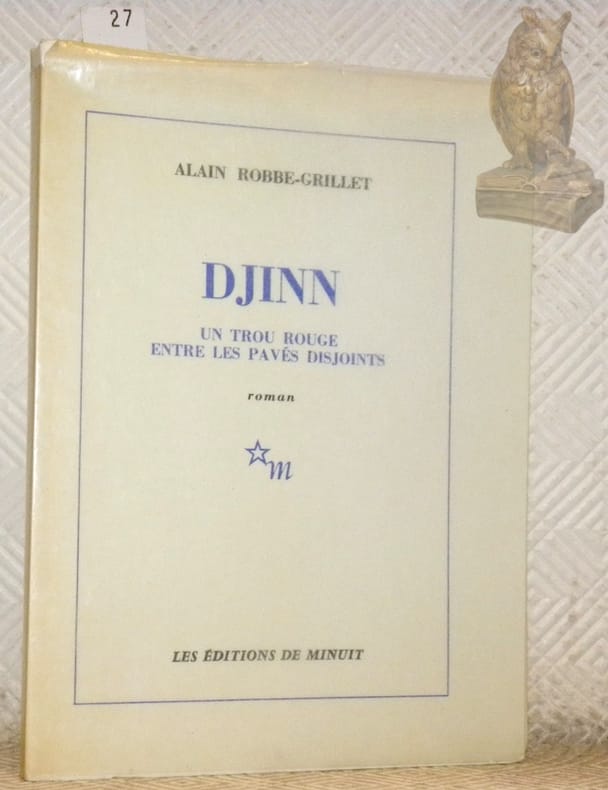 27
ALAIN ROBBE-GRILLET
DJINN
UN TROU ROUGE
ENTRE LES PAVÉS DISJOINTS
roman
m
LES ÉDITIONS DE MINUIT